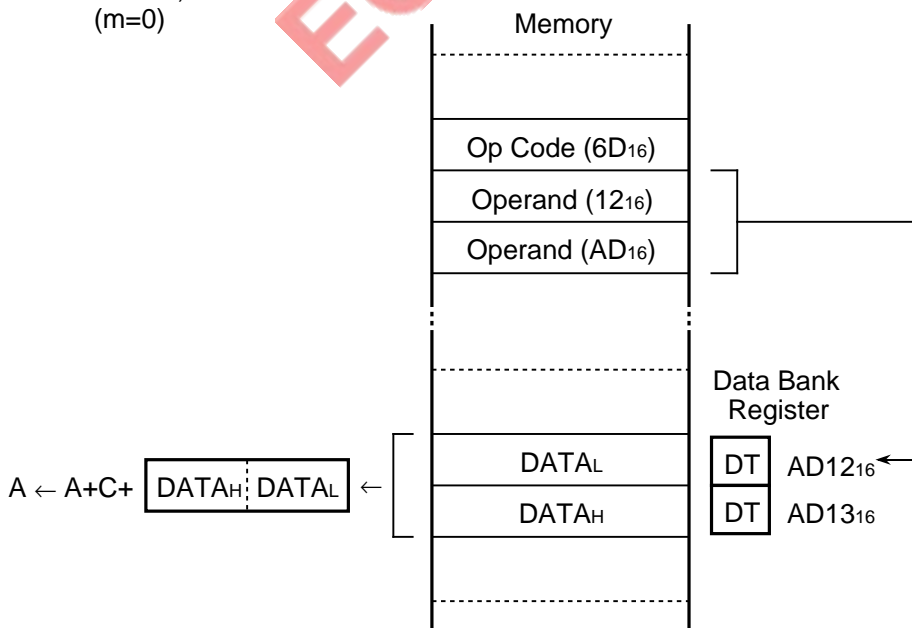 (m=0)
Memory
Op Code (6D16)
Operand (1216)
Operand (AD16)
Data Bank
Register
DATAL
DT
AD1216
A ← A+C+
DATAH
DATAL
←
DATAH
DT
AD1316